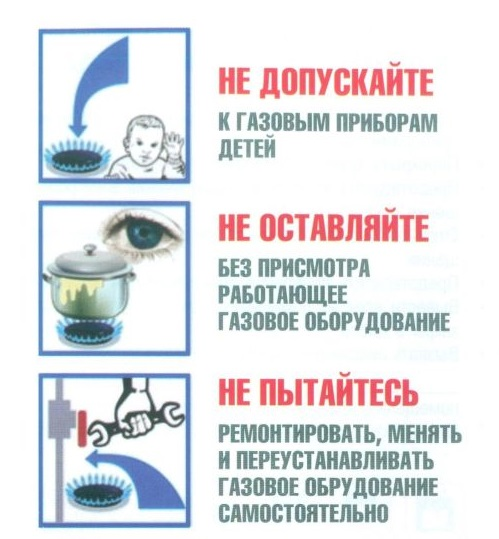 НЕ ДОПУСКАЙТЕ
К ГАЗОВЫМ ПРИБОРАМ
ДЕТЕЙ
НЕ ОСТАВЛЯЙТЕ
БЕЗ ПРИСМОТРА
РАБОТАЮЩЕЕ
ГАЗОВОЕ ОБОРУДОВАНИЕ
НЕ ПЫТАЙТЕСЬ
РЕМОНТИРОВАТЬ, МЕНЯТЬ
И ПЕРЕУСТАНАВЛИВАТЬ
ГАЗОВОЕ ОБРУДОВАНИЕ
САМОСТОЯТЕЛЬНО